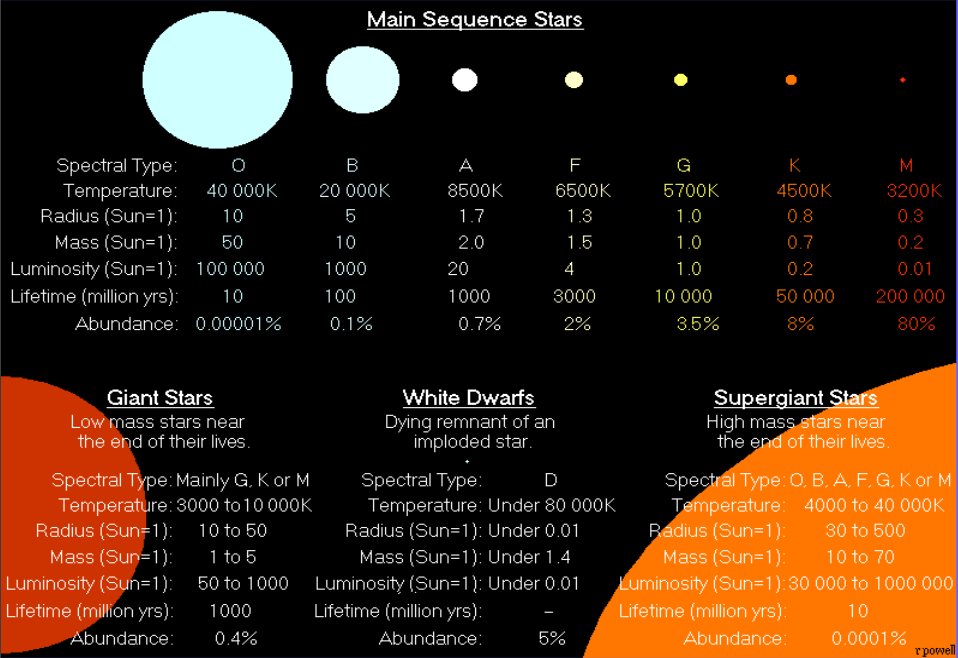 Main Sequence Stars
Spectral Type: O B A F G K M
Temperature: 40 000K 20 000K 8500K 6500K 5700K 4500K 3200K
Radius (Sun=1): 10 5 1.7 1.3 1.0 0.8 0.3
Mass (Sun=1): 50 10 2.0 1.5 1.0 0.7 0.2
Luminosity (Sun=1): 100 000 1000 20 4 1.0 0.2 0.01
Lifetime (million yrs): 10 100 1000 3000 10 000 50 000 200 000
Abundance: 0.00001% 0.1% 0.7% 2% 3.5% 8% 80%
Giant Stars
Low mass stars near
the end of their lives.
Spectral Type: Mainly G, K or M
Temperature: 3000 to 10 000K
Radius (Sun=1): 10 to 50
Mass (Sun=1): 1 to 5
Luminosity (Sun=1): 50 to 1000
Lifetime (million yrs): 1000
Abundance: 0.4%
White Dwarfs
Dying remnant of an
imploded star.
Spectral Type: D
Temperature: Under 80 000K
Radius (Sun=1): Under 0.01
Mass (Sun=1): Under 1.4
Luminosity (Sun=1): Under 0.01
Lifetime (million yrs): –
Abundance: 5%
Supergiant Stars
High mass stars near
the end of their lives.
Spectral Type: O, B, A, F, G, K or M
Temperature: 4000 to 40 000K
Radius (Sun=1): 30 to 500
Mass (Sun=1): 10 to 70
Luminosity (Sun=1): 30 000 to 1000 000
Lifetime (million yrs): 10
Abundance: 0.0001%
r powell